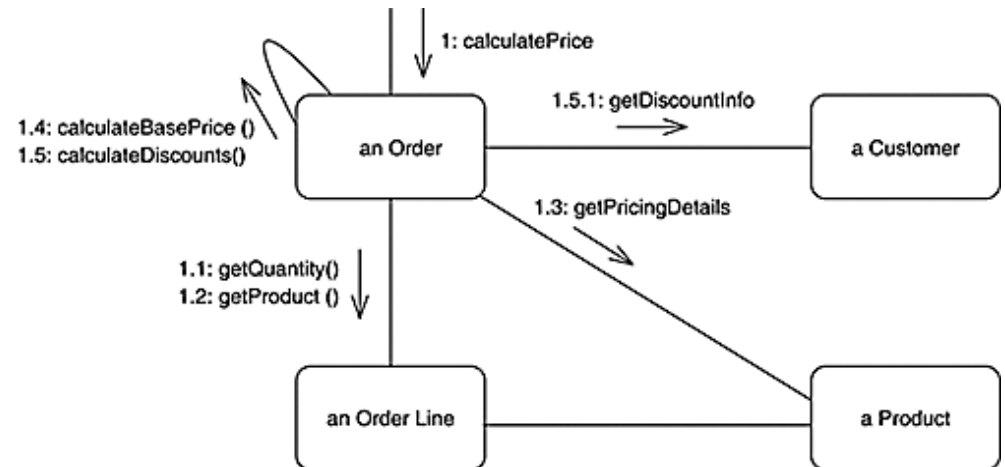 1: calculatePrice
1.5.1: getDiscountInfo
1.4: calculateBasePrice ()
1.5: calculateDiscounts()
an Order
a Customer
1.3: getPricingDetails
1.1: getQuantity()
1.2: getProduct ()
an Order Line
a Product